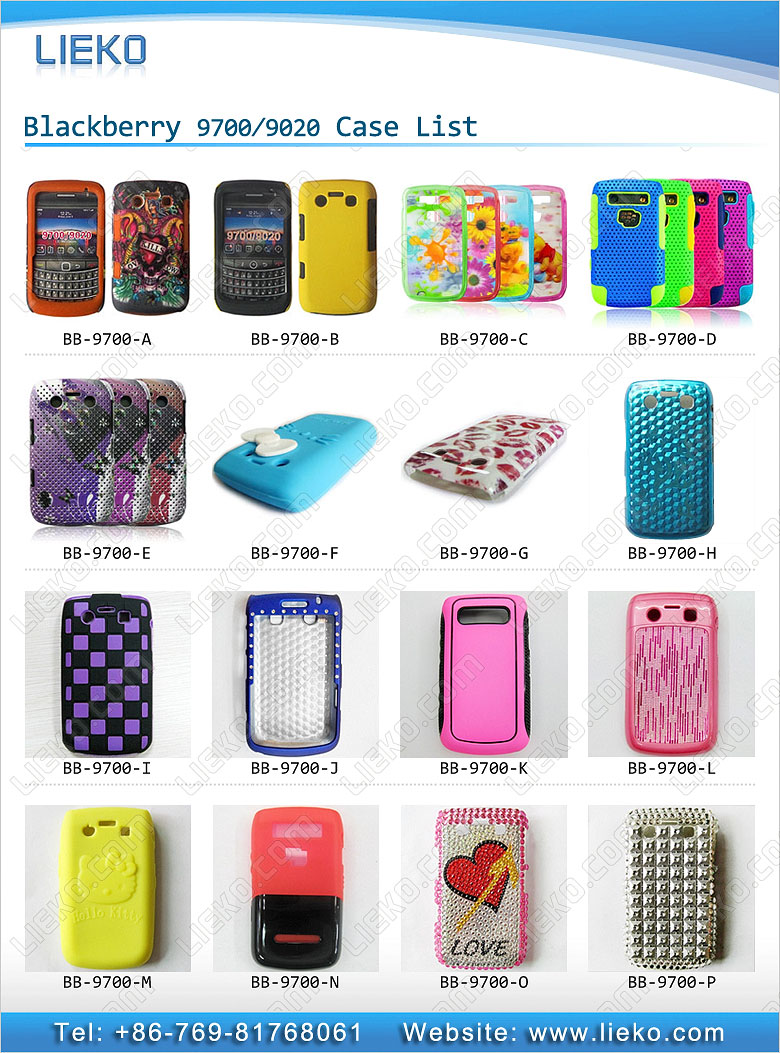 LIEKO
Blackberry 9700/9020 Case List
9700/9020
9700/9020
BB-9700-A BB-9700-B BB-9700-C BB-9700-D
BB-9700-E BB-9700-F BB-9700-G BB-9700-H
BB-9700-I BB-9700-J BB-9700-K BB-9700-L
Hello Kitty
LOVE
BB-9700-M BB-9700-N BB-9700-O BB-9700-P
Tel: +86-769-81768061 Website: www.lieko.com
LIEKO.com